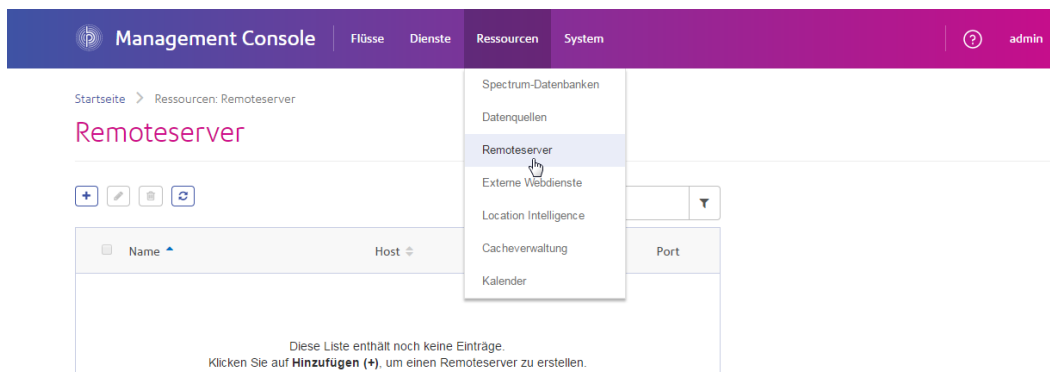 Management Console Flüsse Dienste Ressourcen System ? admin
Startseite > Ressourcen: Remoteserver
Remoteserver
Spectrum-Datenbanken
Datenquellen
Remoteserver
Externe Webdienste
Location Intelligence
Cacheverwaltung
Kalender
Name Host Port
Diese Liste enthält noch keine Einträge.
Klicken Sie auf Hinzufügen (+), um einen Remoteserver zu erstellen.